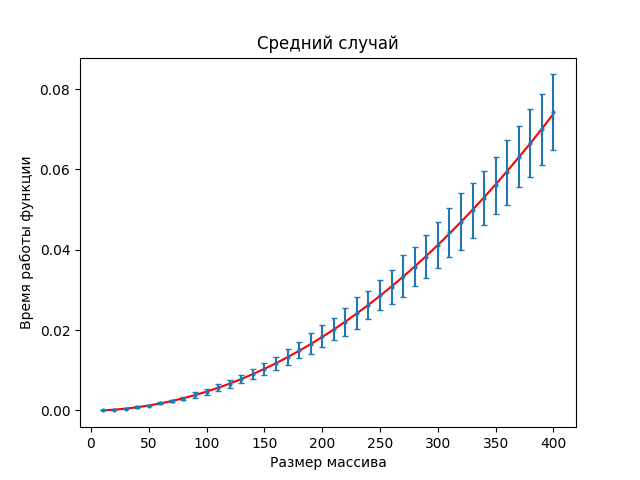 Средний случай
0.08
0.06
0.04
0.02
0.00
Время работы функции
0 50 100 150 200 250 300 350 400
Размер массива